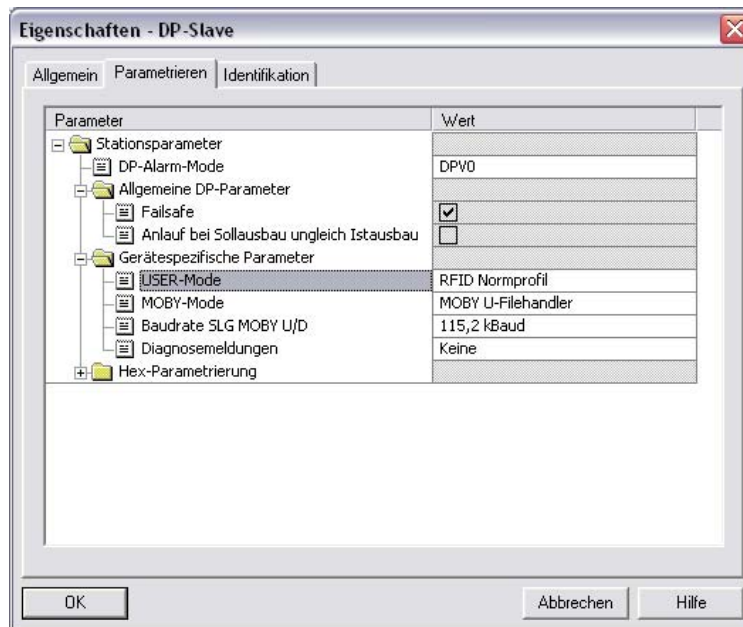 Eigenschaften - DP-Slave
Allgemein Parametrieren Identifikation
Parameter Wert
Stationsparameter
DP-Alarm-Mode DPV0
Allgemeine DP-Parameter
Failsafe
Anlauf bei Sollausbau ungleich Istausbau
Gerätespezifische Parameter
USER-Mode RFID Normprofil
MOBY-Mode MOBY U-Filehandler
Baudrate SLG MOBY U/D 115,2 kBaud
Diagnosemeldungen Keine
Hex-Parametrierung
OK Abbrechen Hilfe